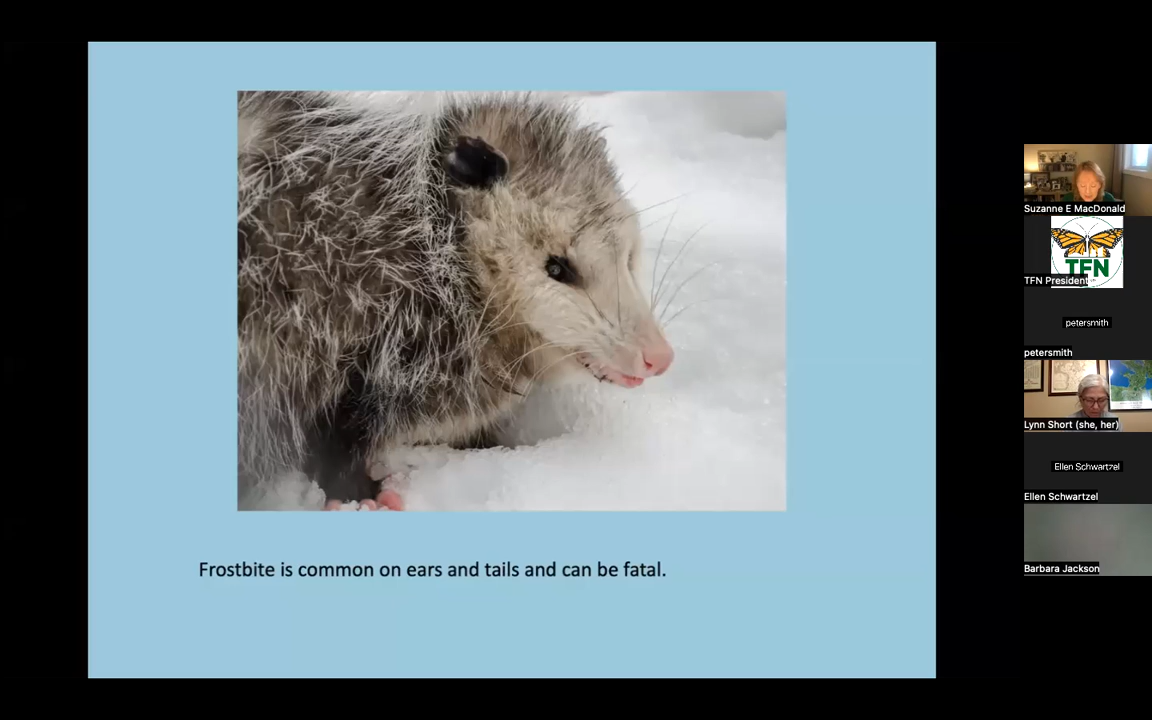 Frostbite is common on ears and tails and can be fatal.
Suzanne E MacDonald
TFN
TFN President
petersmith
petersmith
Lynn Short (she, her)
Ellen Schwartzel
Ellen Schwartzel
Barbara Jackson